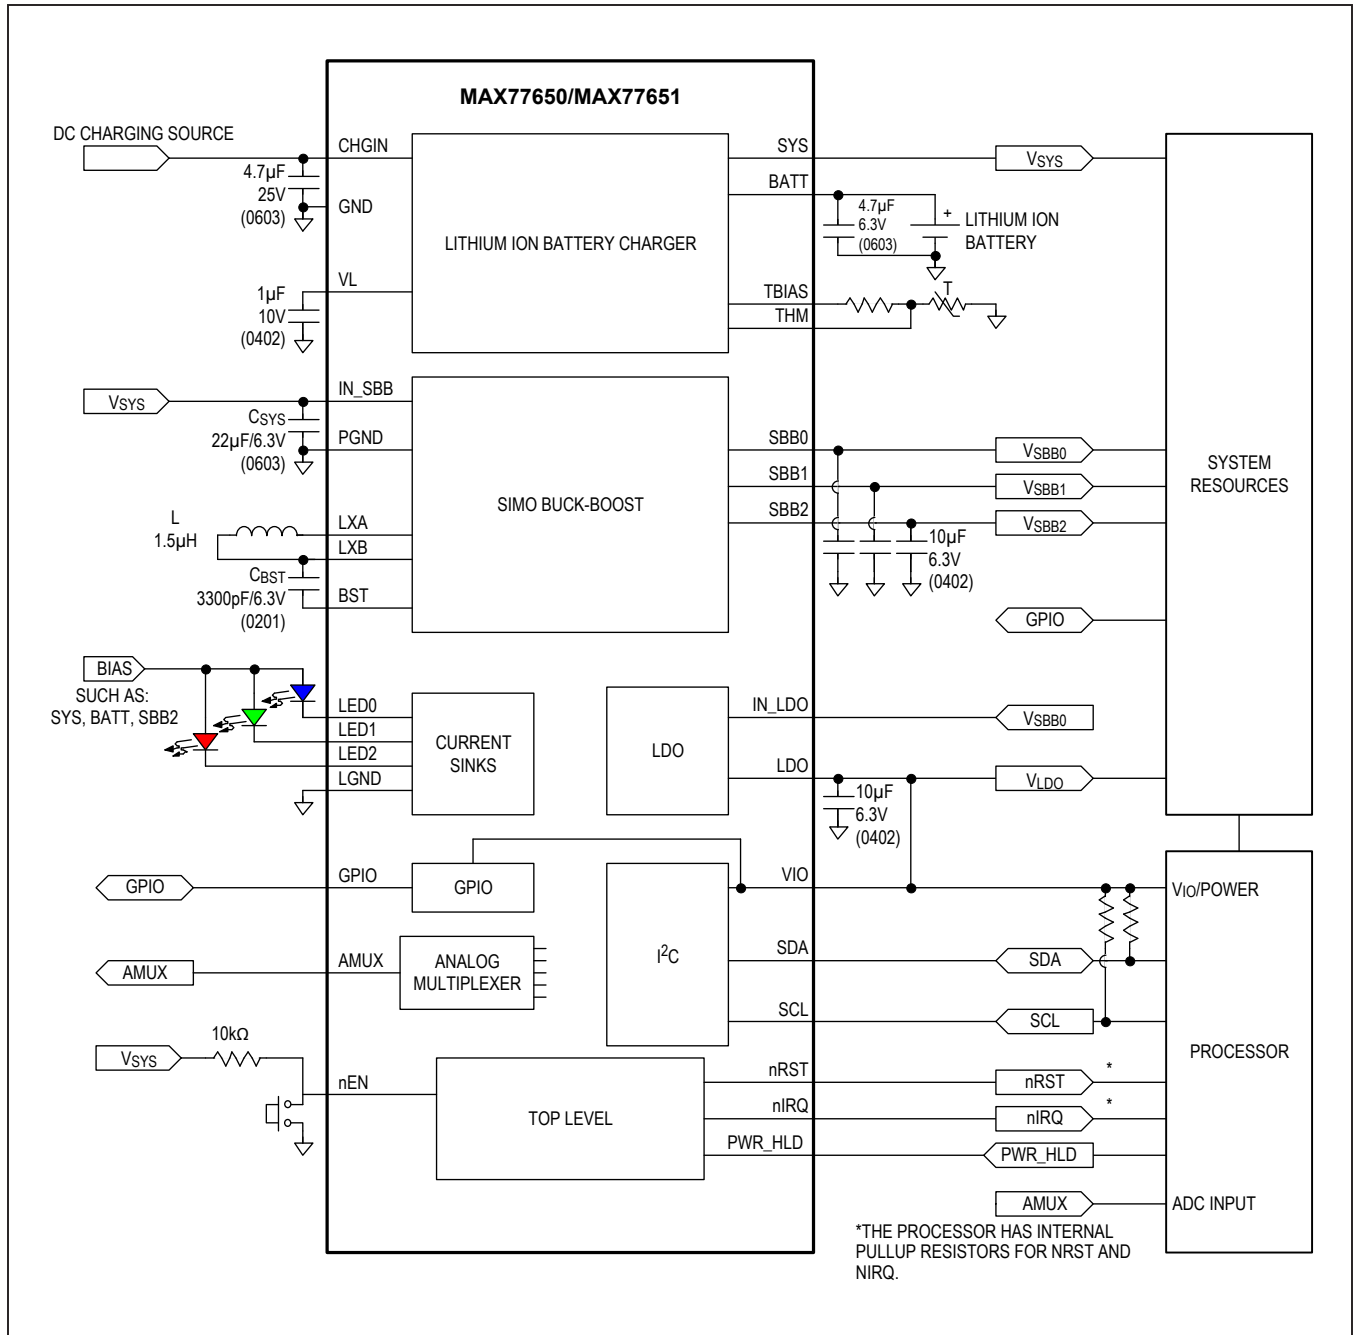 MAX77650/MAX77651
DC CHARGING SOURCE
CHGIN
4.7µF
25V
(0603)
GND
VL
1µF
10V
(0402)
LITHIUM ION BATTERY CHARGER
SYS
BATT
VSYS
4.7µF
6.3V
(0603)
+
LITHIUM ION
BATTERY
TBIAS
THM
T
VSYS
IN_SBB
CSYS
22µF/6.3V
(0603)
PGND
L
1.5µH
LXA
LXB
CBST
3300pF/6.3V
(0201)
BST
SIMO BUCK-BOOST
SBB0
SBB1
SBB2
VSBB0
VSBB1
VSBB2
10µF
6.3V
(0402)
GPIO
SYSTEM
RESOURCES
BIAS
SUCH AS:
SYS, BATT, SBB2
LED0
LED1
LED2
LGND
CURRENT
SINKS
LDO
IN_LDO
LDO
VSBB0
VLDO
10µF
6.3V
(0402)
GPIO
GPIO
GPIO
AMUX
AMUX
ANALOG
MULTIPLEXER
I2C
VIO
SDA
SCL
SDA
SCL
VIO/POWER
PROCESSOR
VSYS
10kΩ
nEN
TOP LEVEL
nRST
nIRQ
PWR_HLD
nRST
*
nIRQ
*
PWR_HLD
AMUX
ADC INPUT
*THE PROCESSOR HAS INTERNAL
PULLUP RESISTORS FOR NRST AND
NIRQ.